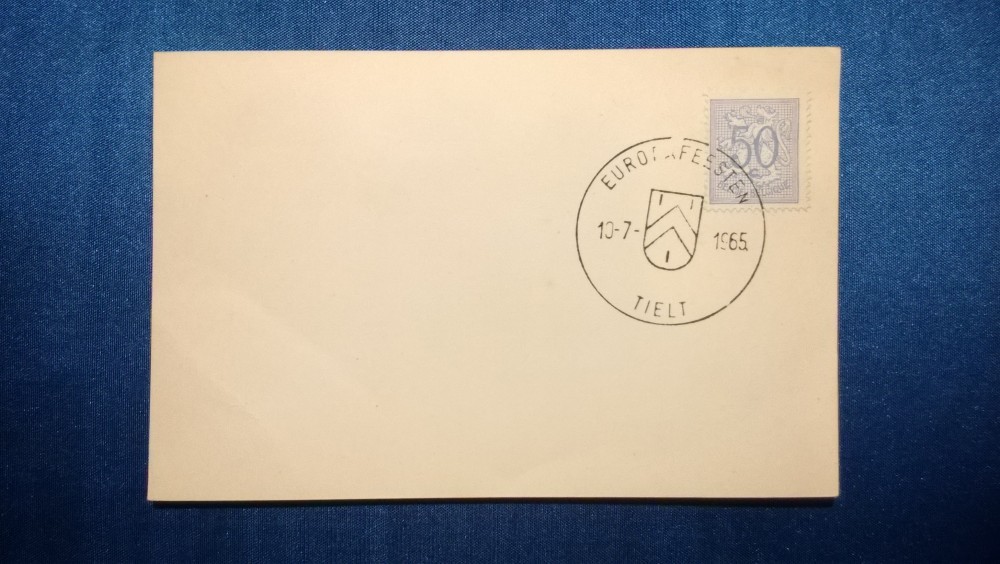 50
EUROPAFEESTEN
10-7-1965.
TIELT